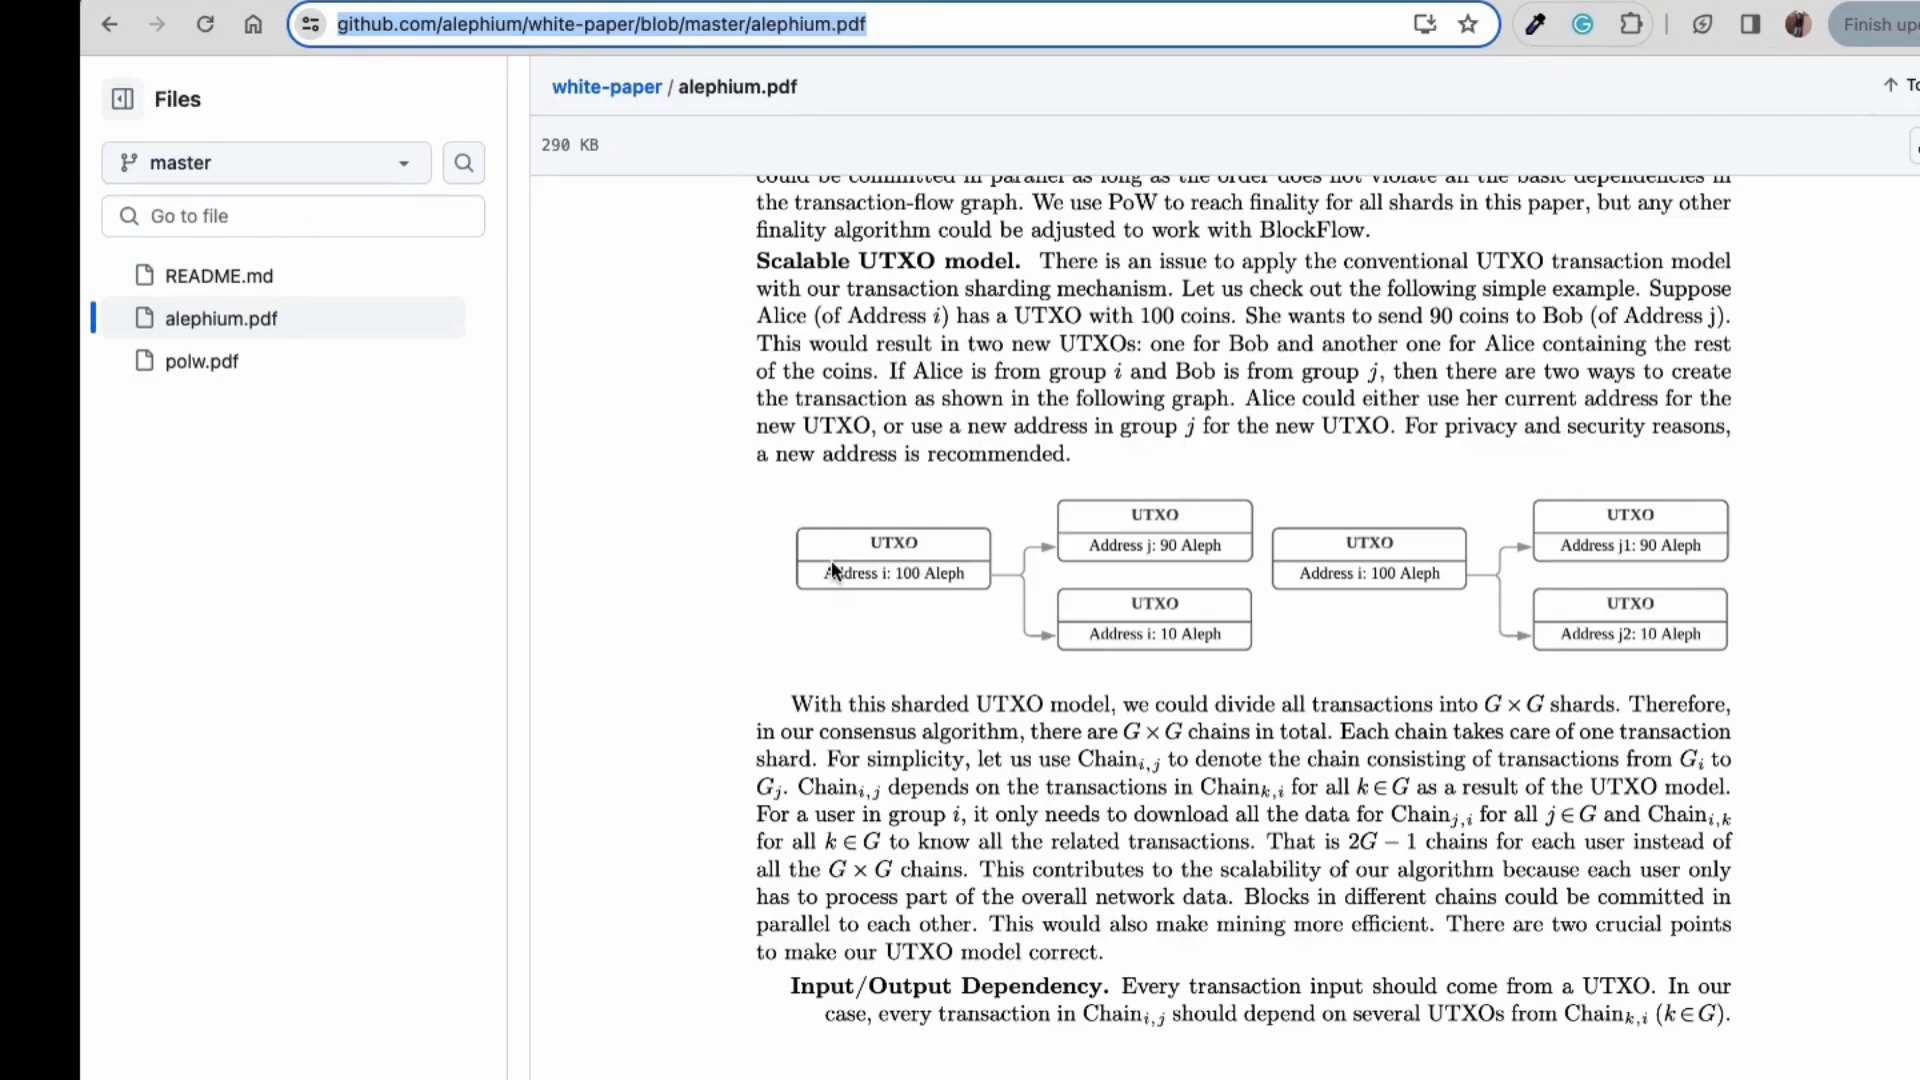 github.com/alephium/white-paper/blob/master/alephium.pdf
Finish
Files
white-paper / alephium.pdf
290 KB
master
Go to file
README.md
alephium.pdf
polw.pdf
could be committed in parallel as long as the order does not violate all the basic dependencies in
the transaction-flow graph. We use PoW to reach finality for all shards in this paper, but any other
finality algorithm could be adjusted to work with BlockFlow.
Scalable UTXO model. There is an issue to apply the conventional UTXO transaction model
with our transaction sharding mechanism. Let us check out the following simple example. Suppose
Alice (of Address i) has a UTXO with 100 coins. She wants to send 90 coins to Bob (of Address j).
This would result in two new UTXOs: one for Bob and another one for Alice containing the rest
of the coins. If Alice is from group i and Bob is from group j, then there are two ways to create
the transaction as shown in the following graph. Alice could either use her current address for the
new UTXO, or use a new address in group j for the new UTXO. For privacy and security reasons,
a new address is recommended.
UTXO
Address i: 100 Aleph
UTXO
Address j: 90 Aleph
UTXO
Address i: 10 Aleph
UTXO
Address i: 100 Aleph
UTXO
Address j1: 90 Aleph
UTXO
Address j2: 10 Aleph
With this sharded UTXO model, we could divide all transactions into G × G shards. Therefore,
in our consensus algorithm, there are G × G chains in total. Each chain takes care of one transaction
shard. For simplicity, let us use Chain_{i,j} to denote the chain consisting of transactions from G_i to
G_j. Chain_{i,j} depends on the transactions in Chain_{k,i} for all k ∈ G as a result of the UTXO model.
For a user in group i, it only needs to download all the data for Chain_{j,i} for all j ∈ G and Chain_{i,k}
for all k ∈ G to know all the related transactions. That is 2G − 1 chains for each user instead of
all the G × G chains. This contributes to the scalability of our algorithm because each user only
has to process part of the overall network data. Blocks in different chains could be committed in
parallel to each other. This would also make mining more efficient. There are two crucial points
to make our UTXO model correct.
Input/Output Dependency. Every transaction input should come from a UTXO. In our
case, every transaction in Chain_{i,j} should depend on several UTXOs from Chain_{k,i} (k ∈ G).